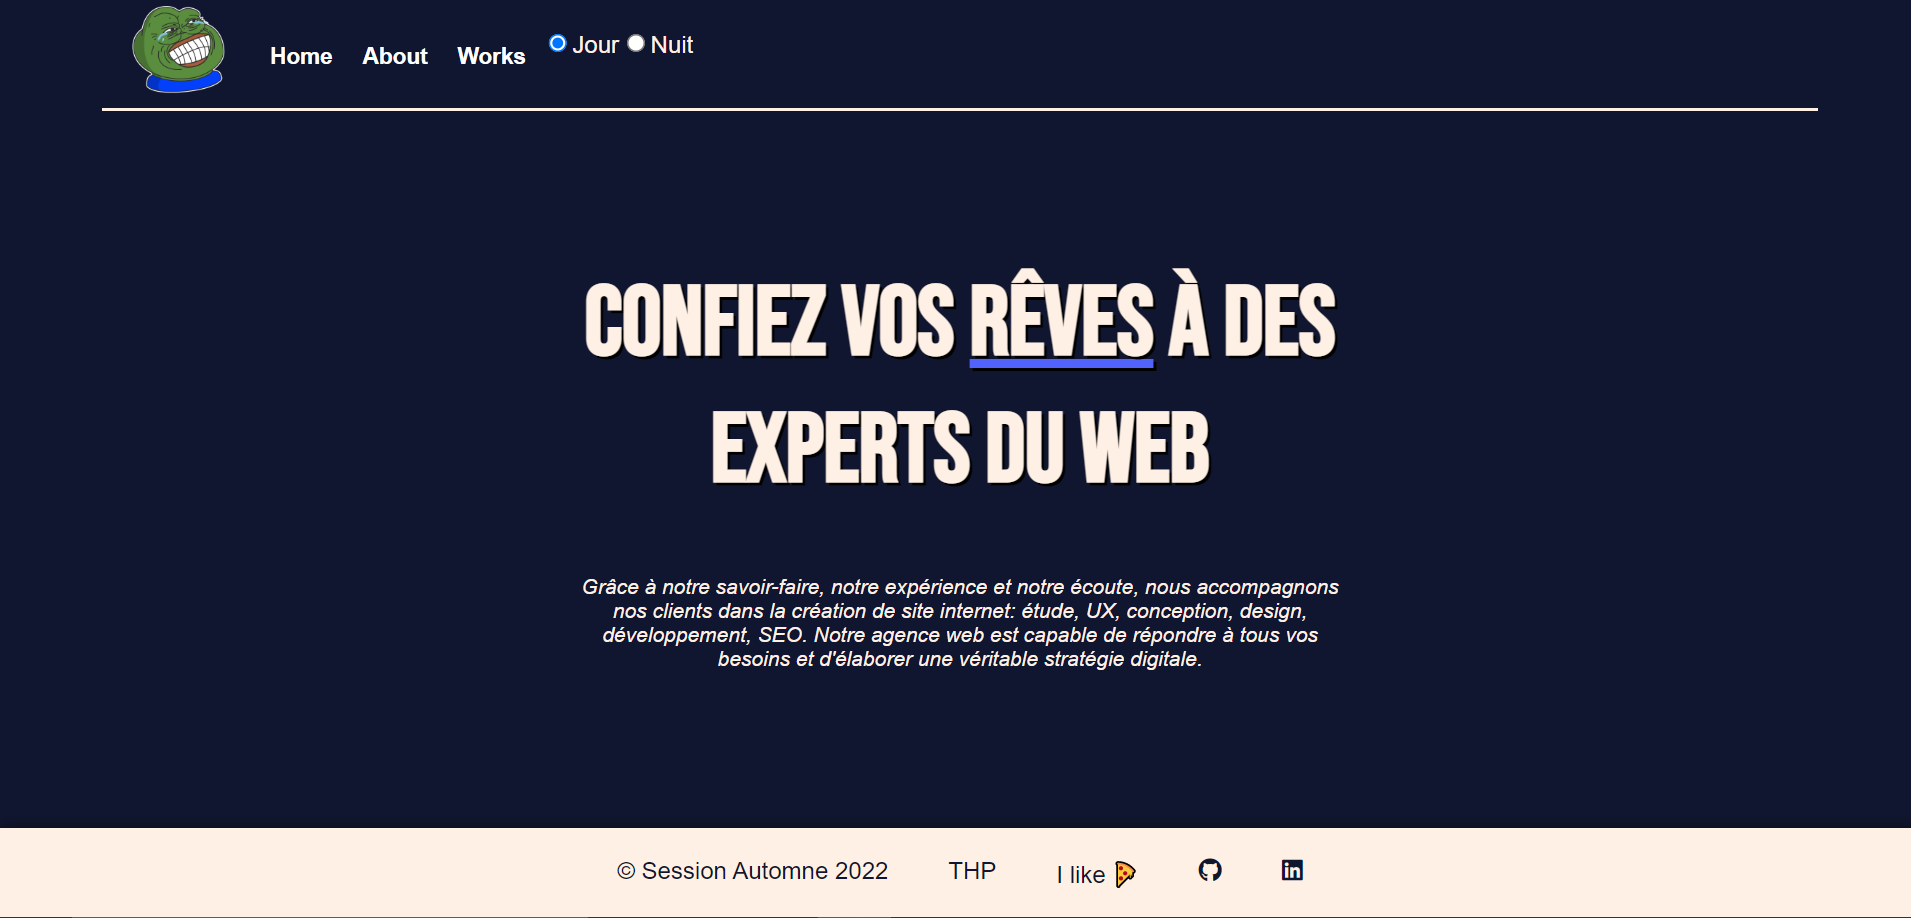 Home About Works Jour Nuit
CONFIEZ VOS RÊVES À DES
EXPERTS DU WEB
Grâce à notre savoir-faire, notre expérience et notre écoute, nous accompagnons
nos clients dans la création de site internet: étude, UX, conception, design,
développement, SEO. Notre agence web est capable de répondre à tous vos
besoins et d'élaborer une véritable stratégie digitale.
© Session Automne 2022 THP I like 🍕 in